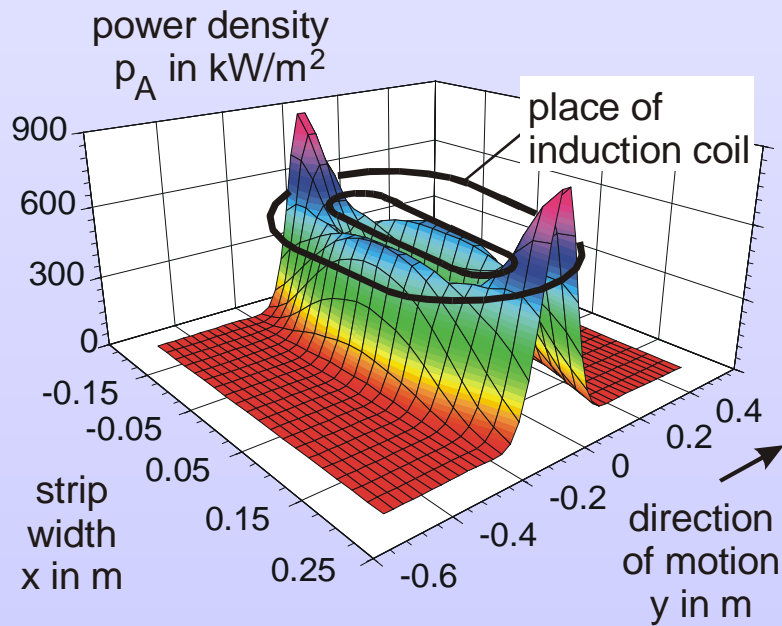 power density
p_A in kW/m²
place of
induction coil
900
600
300
0
-0.15
-0.05
0.05
0.15
0.25
strip
width
x in m
-0.6
-0.4
-0.2
0
0.2
0.4
direction
of motion
y in m